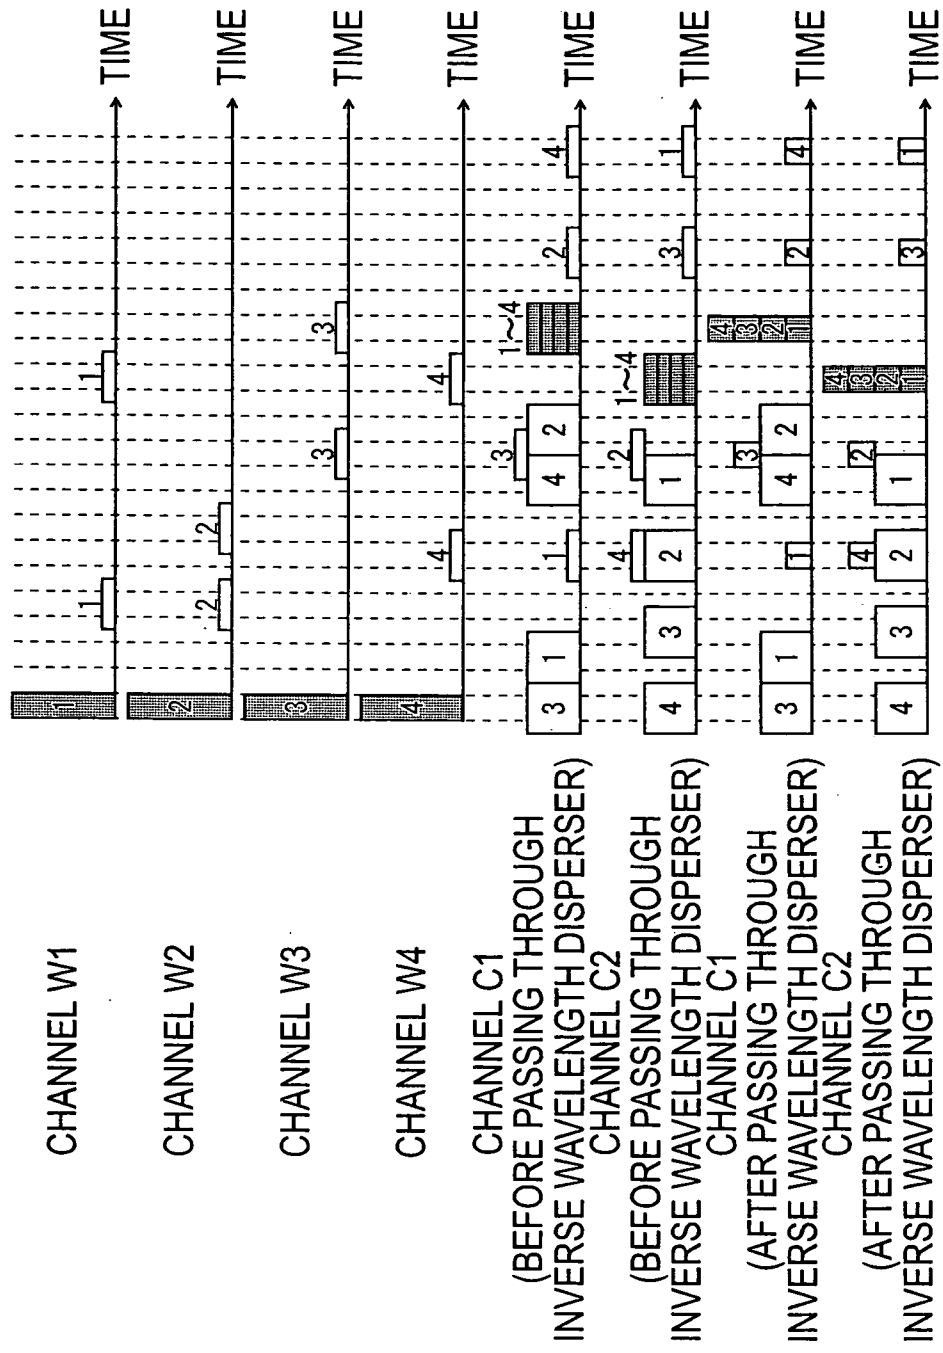 CHANNEL W1
1 1 1 TIME
CHANNEL W2
2 2 2 TIME
CHANNEL W3
3 3 3 TIME
CHANNEL W4
4 4 4 TIME
CHANNEL C1
(BEFORE PASSING THROUGH
INVERSE WAVELENGTH DISPERSER)
3 1~4
3 1 1 4 2 2 4 TIME
CHANNEL C2
(BEFORE PASSING THROUGH
INVERSE WAVELENGTH DISPERSER)
4 2 1~4
4 3 2 1 3 1 TIME
CHANNEL C1
(AFTER PASSING THROUGH
INVERSE WAVELENGTH DISPERSER)
4
3 3
2
3 1 1 4 2 1 2 4 TIME
CHANNEL C2
(AFTER PASSING THROUGH
INVERSE WAVELENGTH DISPERSER)
4
4 2 3
2
4 3 2 1 1 3 1 TIME